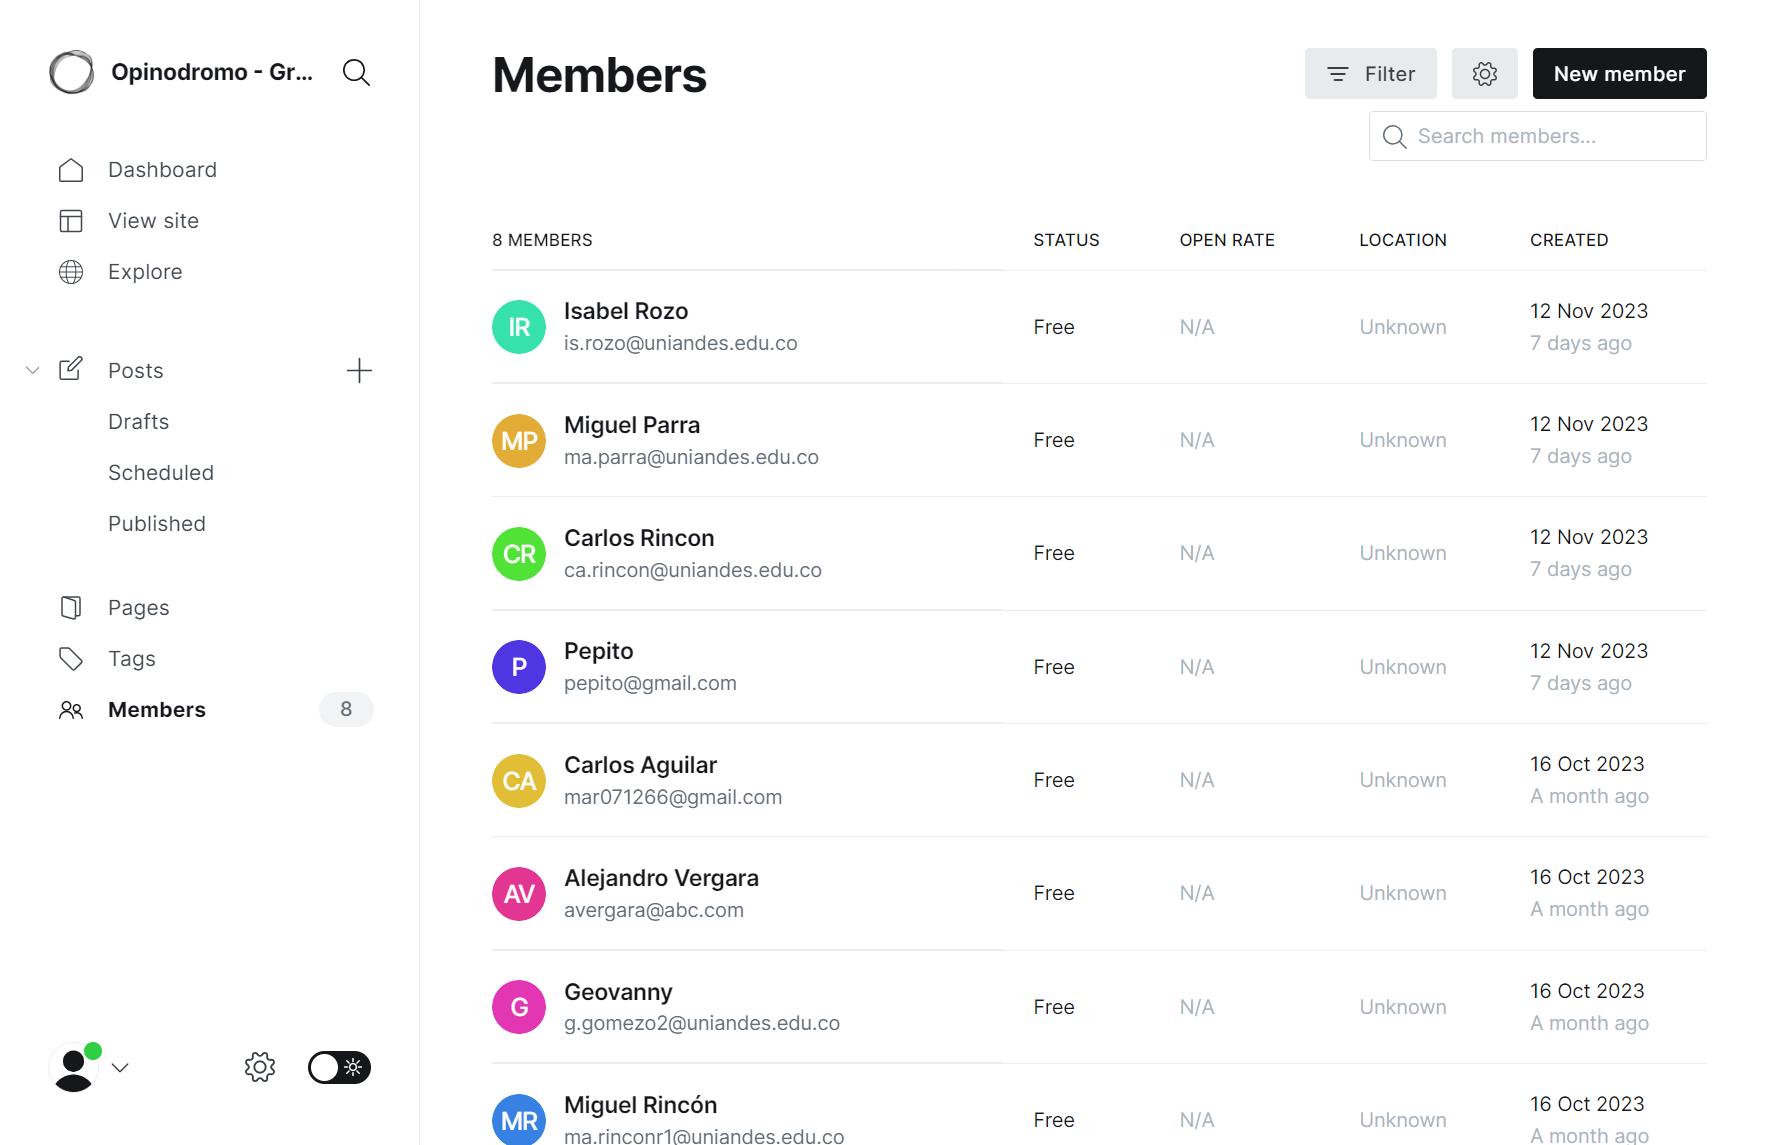 Opinodromo - Gr...
Dashboard
View site
Explore
Posts
Drafts
Scheduled
Published
Pages
Tags
Members 8
Members
Filter
New member
Search members...
8 MEMBERS STATUS OPEN RATE LOCATION CREATED
IR Isabel Rozo
is.rozo@uniandes.edu.co
Free N/A Unknown
12 Nov 2023
7 days ago
MP Miguel Parra
ma.parra@uniandes.edu.co
Free N/A Unknown
12 Nov 2023
7 days ago
CR Carlos Rincon
ca.rincon@uniandes.edu.co
Free N/A Unknown
12 Nov 2023
7 days ago
P Pepito
pepito@gmail.com
Free N/A Unknown
12 Nov 2023
7 days ago
CA Carlos Aguilar
mar071266@gmail.com
Free N/A Unknown
16 Oct 2023
A month ago
AV Alejandro Vergara
avergara@abc.com
Free N/A Unknown
16 Oct 2023
A month ago
G Geovanny
g.gomezo2@uniandes.edu.co
Free N/A Unknown
16 Oct 2023
A month ago
MR Miguel Rincón
ma.rinconr1@uniandes.edu.co
Free N/A Unknown
16 Oct 2023
A month ago